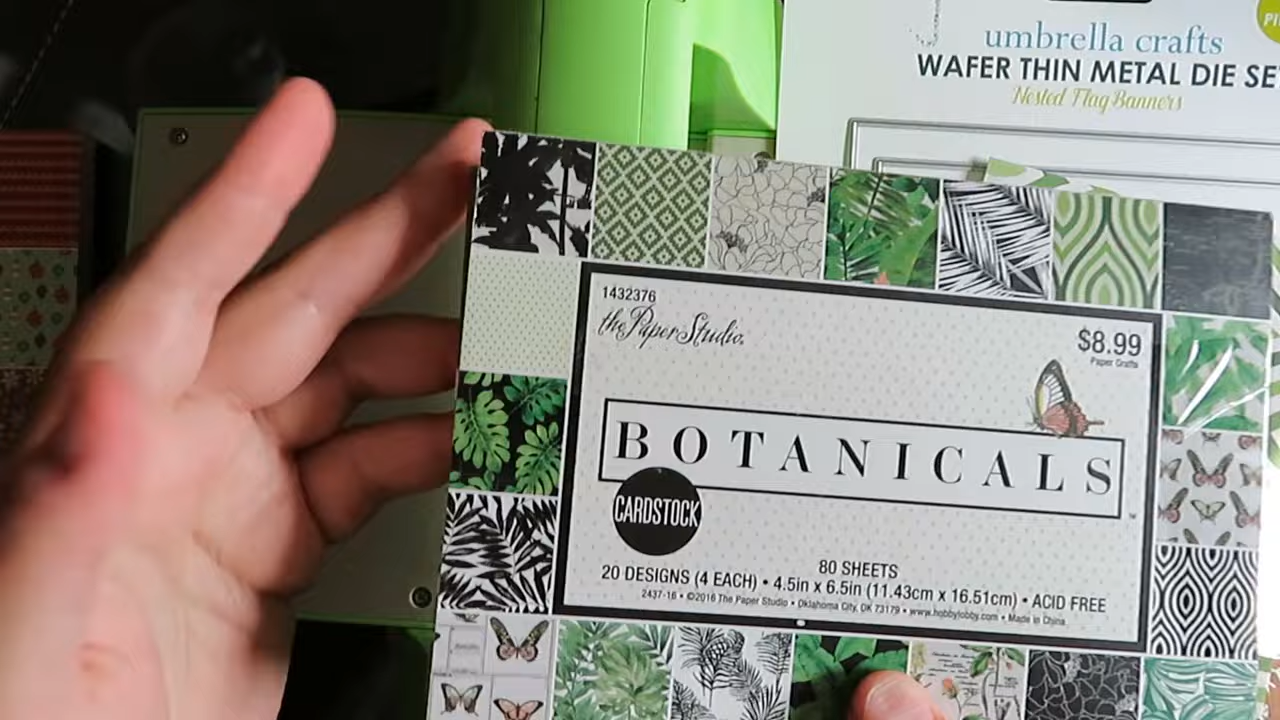 umbrella crafts
WAFER THIN METAL DIE SE
Nested Flag Banners
1432376
the Paper Studio.
$8.99
Paper Crafts
BOTANICALS
CARDSTOCK
80 SHEETS
20 DESIGNS (4 EACH) • 4.5in x 6.5in (11.43cm x 16.51cm) • ACID FREE
2437-16 • ©2016 The Paper Studio • Oklahoma City, OK 73179 • www.hobbylobby.com • Made in China